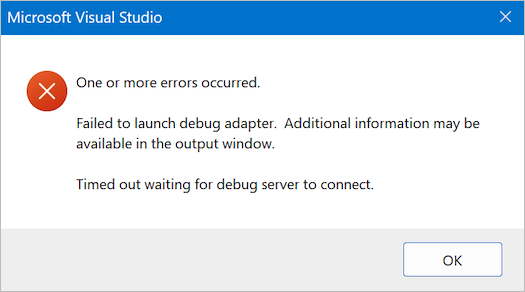 Microsoft Visual Studio
One or more errors occurred.
Failed to launch debug adapter.  Additional information may be
available in the output window.
Timed out waiting for debug server to connect.
OK